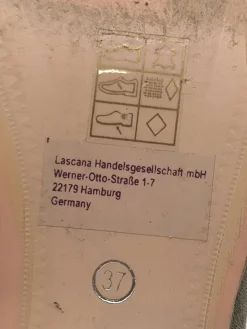 Lascana Handelsgesellschaft mbH
Werner-Otto-Straße 1-7
22179 Hamburg
Germany
37